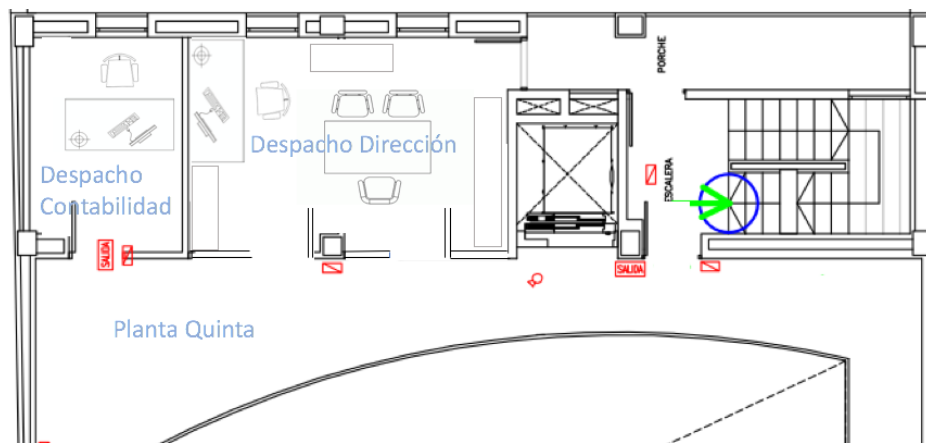 PORCHE
Despacho Dirección
Despacho
Contabilidad
ESCALERA
SALIDA
SALIDA
Planta Quinta